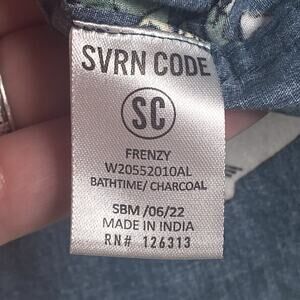 SVRN CODE
SC
FRENZY
W20552010AL
BATHTIME/ CHARCOAL
SBM /06/22
MADE IN INDIA
RN# 126313